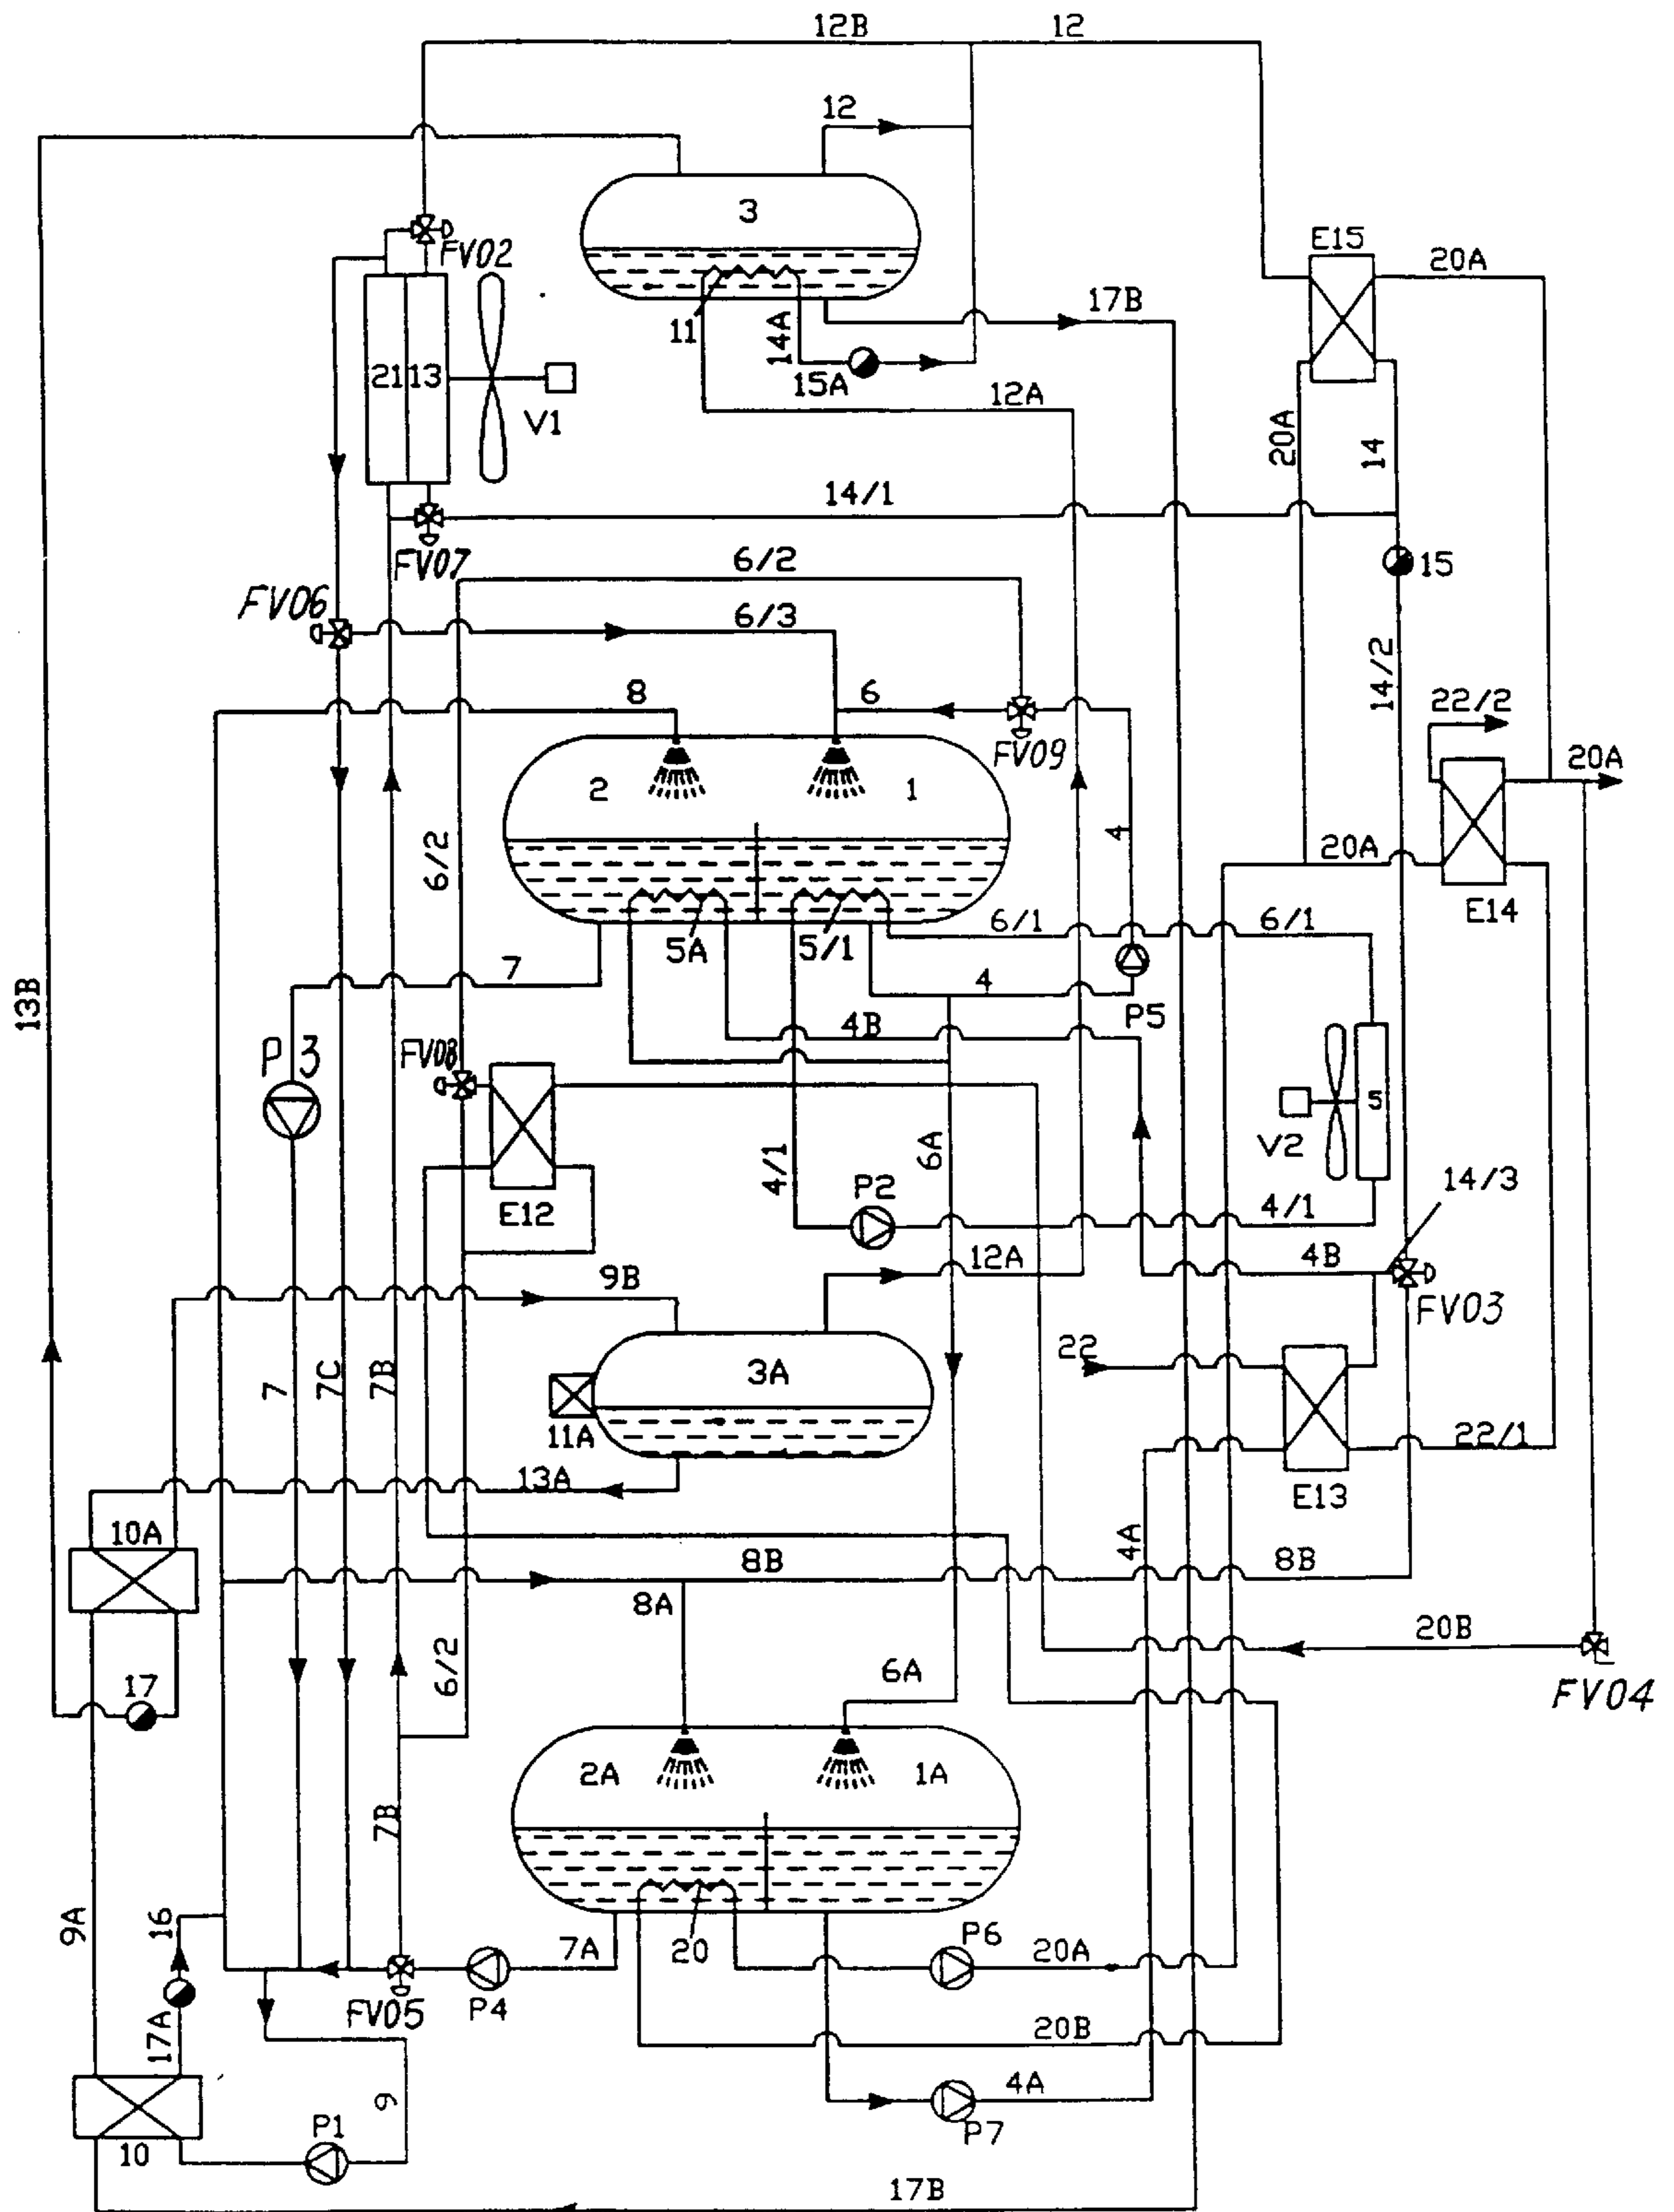 12B
12
12
3
FV02
E15
20A
11
14A
17B
21
13
15A
12A
V1
20A
14
14/1
FV07
15
6/2
FV06
6/3
14/2
8
6
22/2
FV09
20A
2
1
4
6/2
20A
E14
5A
5/1
6/1
6/1
7
4
13B
4B
P5
P3
FV08
5
V2
6A
4/1
P2
14/3
E12
4/1
12A
4B
9B
FV03
22
3A
7
7C
7B
11A
22/1
13A
E13
10A
4A
8B
8B
8A
20B
6A
17
6/2
FV04
2A
1A
7B
9A
16
7A
20
P6
20A
FV05
P4
17A
20B
9
4A
P1
P7
10
17B